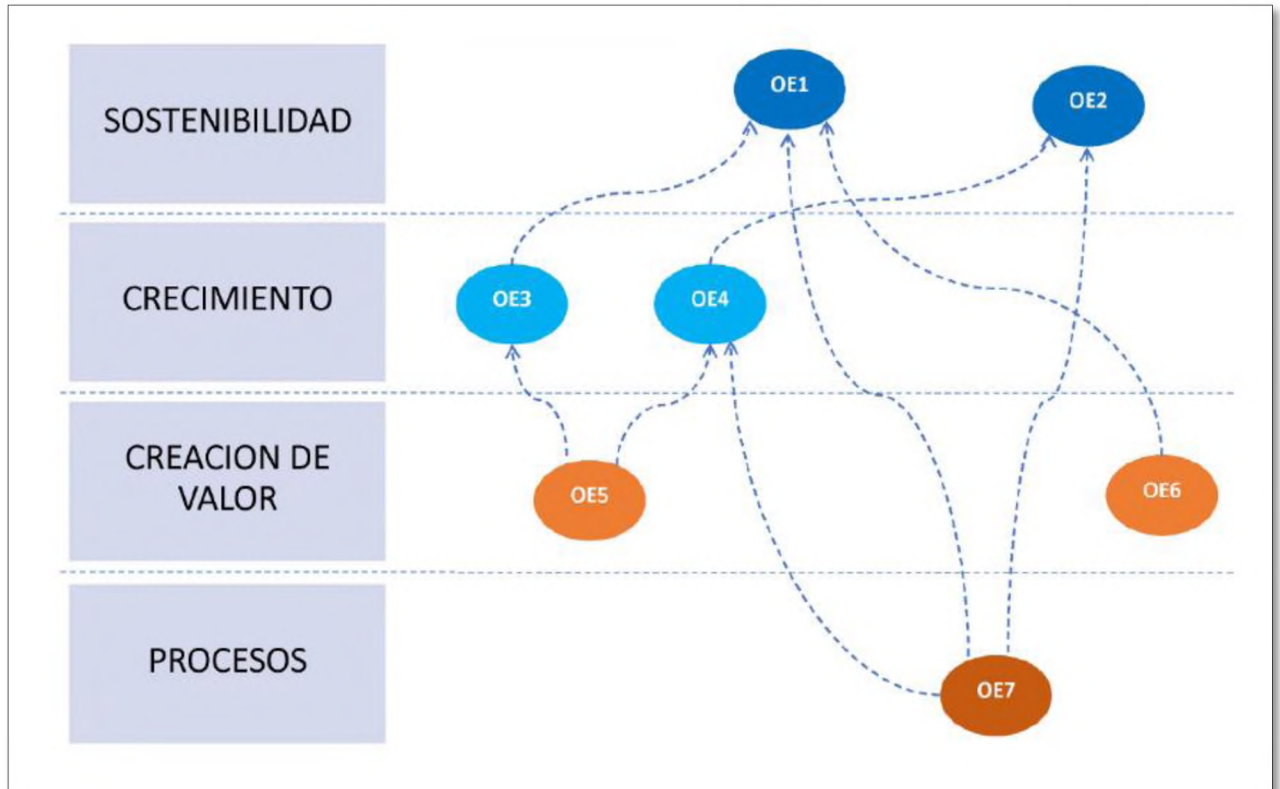 SOSTENIBILIDAD
OE1
OE2
CRECIMIENTO
OE3
OE4
CREACION DE
VALOR
OE5
OE6
PROCESOS
OE7